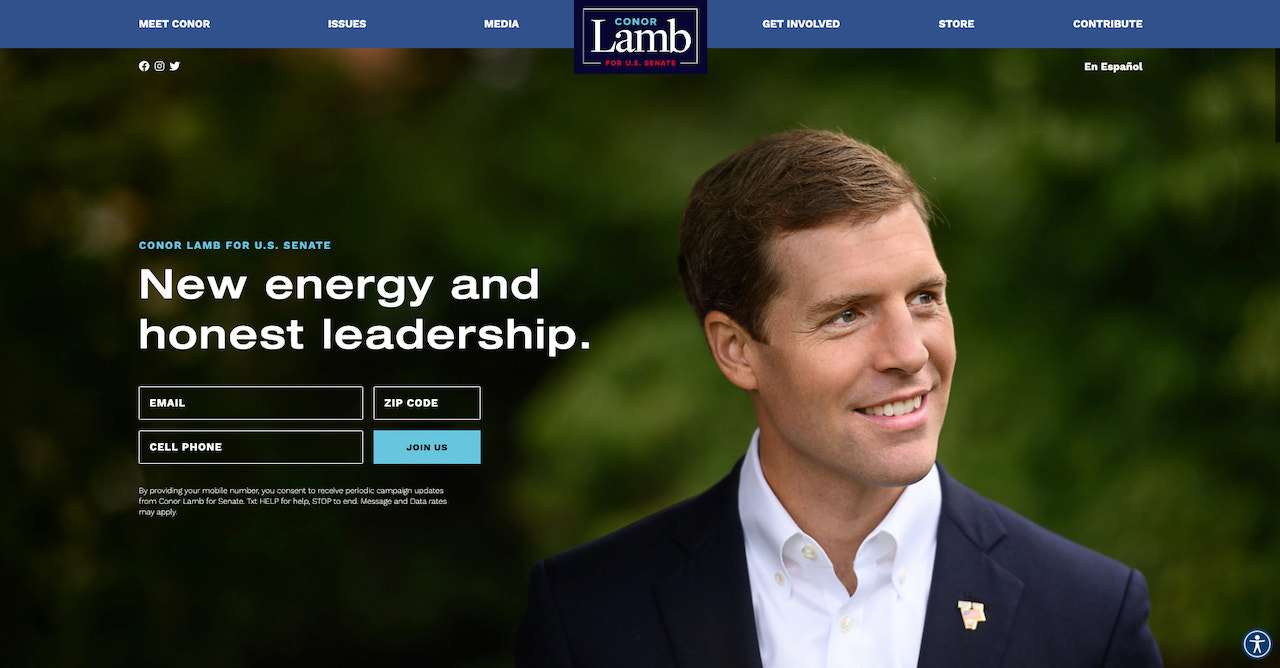 MEET CONOR
ISSUES
MEDIA
CONOR
Lamb
FOR U.S. SENATE
GET INVOLVED
STORE
CONTRIBUTE
En Español
CONOR LAMB FOR U.S. SENATE
New energy and
honest leadership.
EMAIL
ZIP CODE
CELL PHONE
JOIN US
By providing your mobile number, you consent to receive periodic campaign updates
from Conor Lamb for Senate. Txt HELP for help, STOP to end. Message and Data rates
may apply.